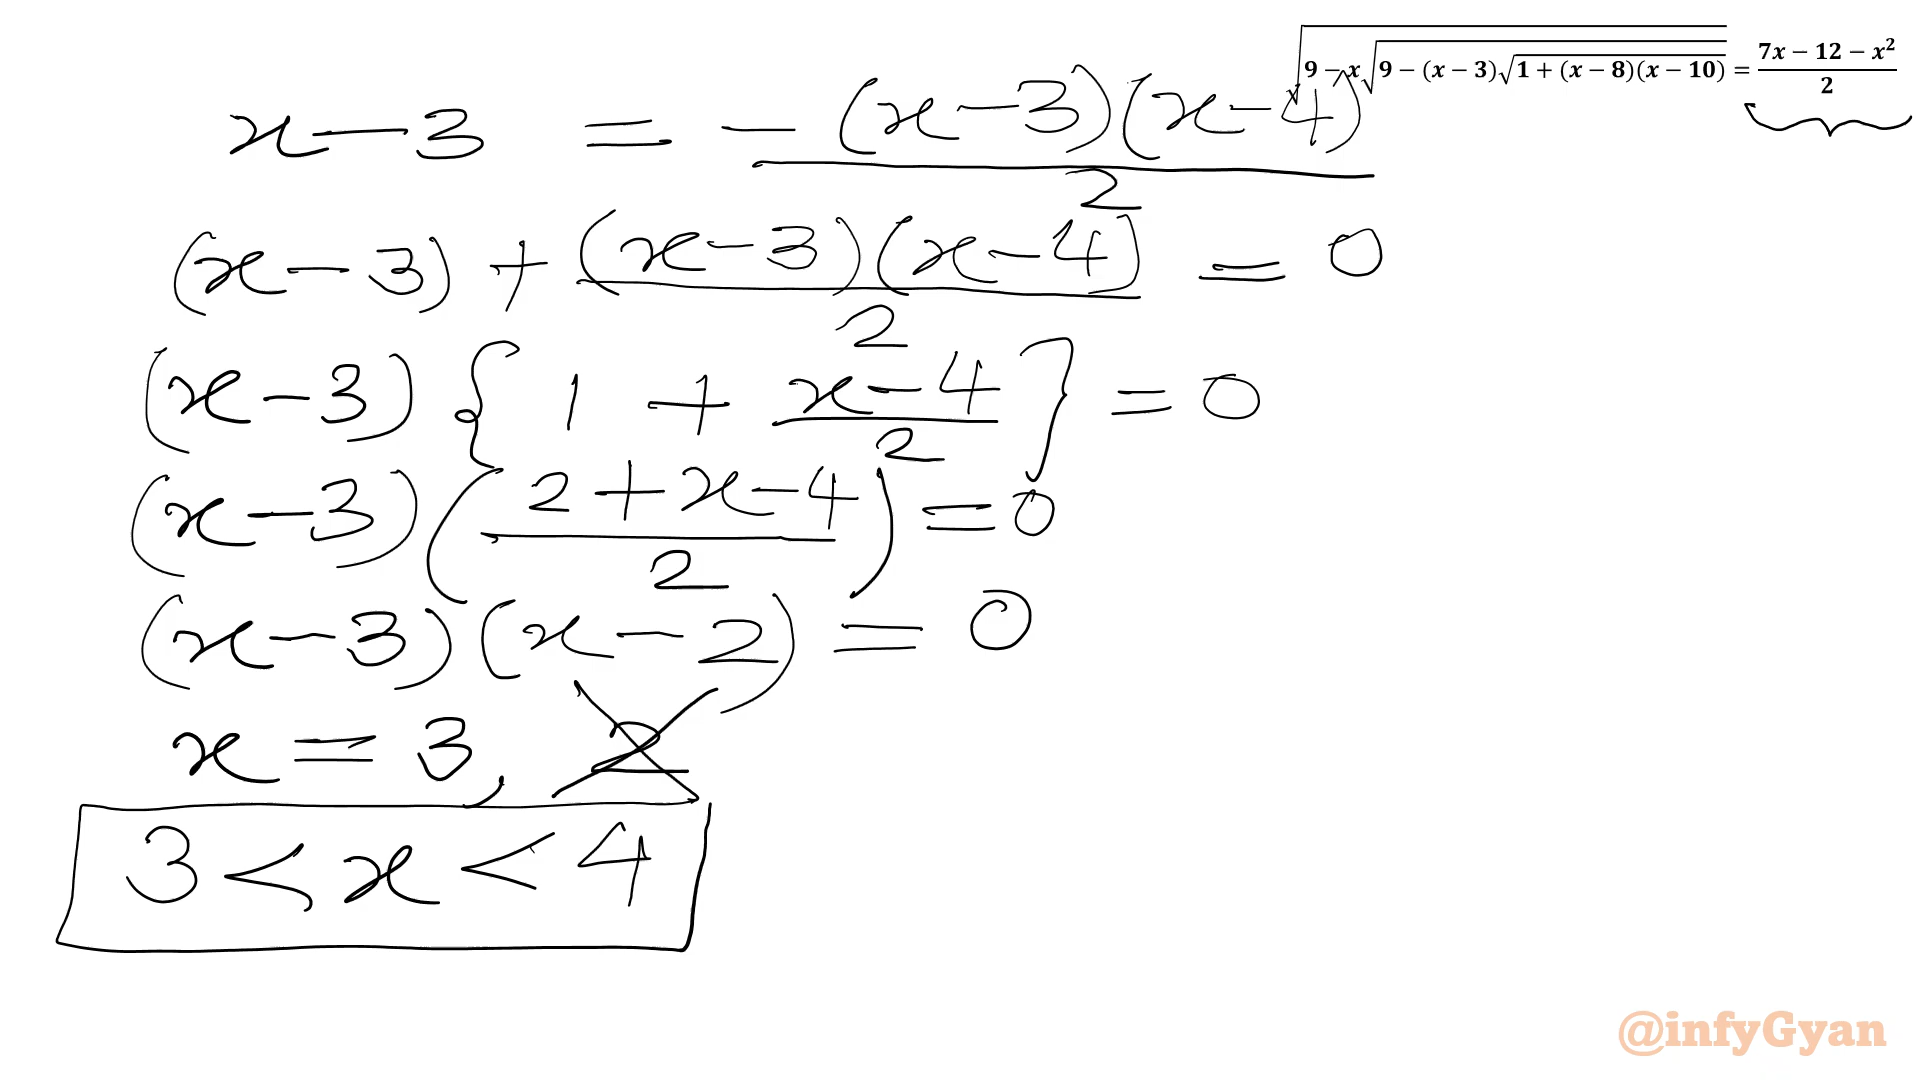 √(9 − x√(9 − (x − 3)√(1 + (x − 8)(x − 10)))) = (7x − 12 − x²)/2
x − 3 = −(x − 3)(x − 4)/2
(x − 3) + (x − 3)(x − 4)/2 = 0
(x − 3) { 1 + (x − 4)/2 } = 0
(x − 3) ( (2 + x − 4)/2 ) = 0
(x − 3)(x − 2) = 0
x = 3, 2
3 < x < 4
@infyGyan